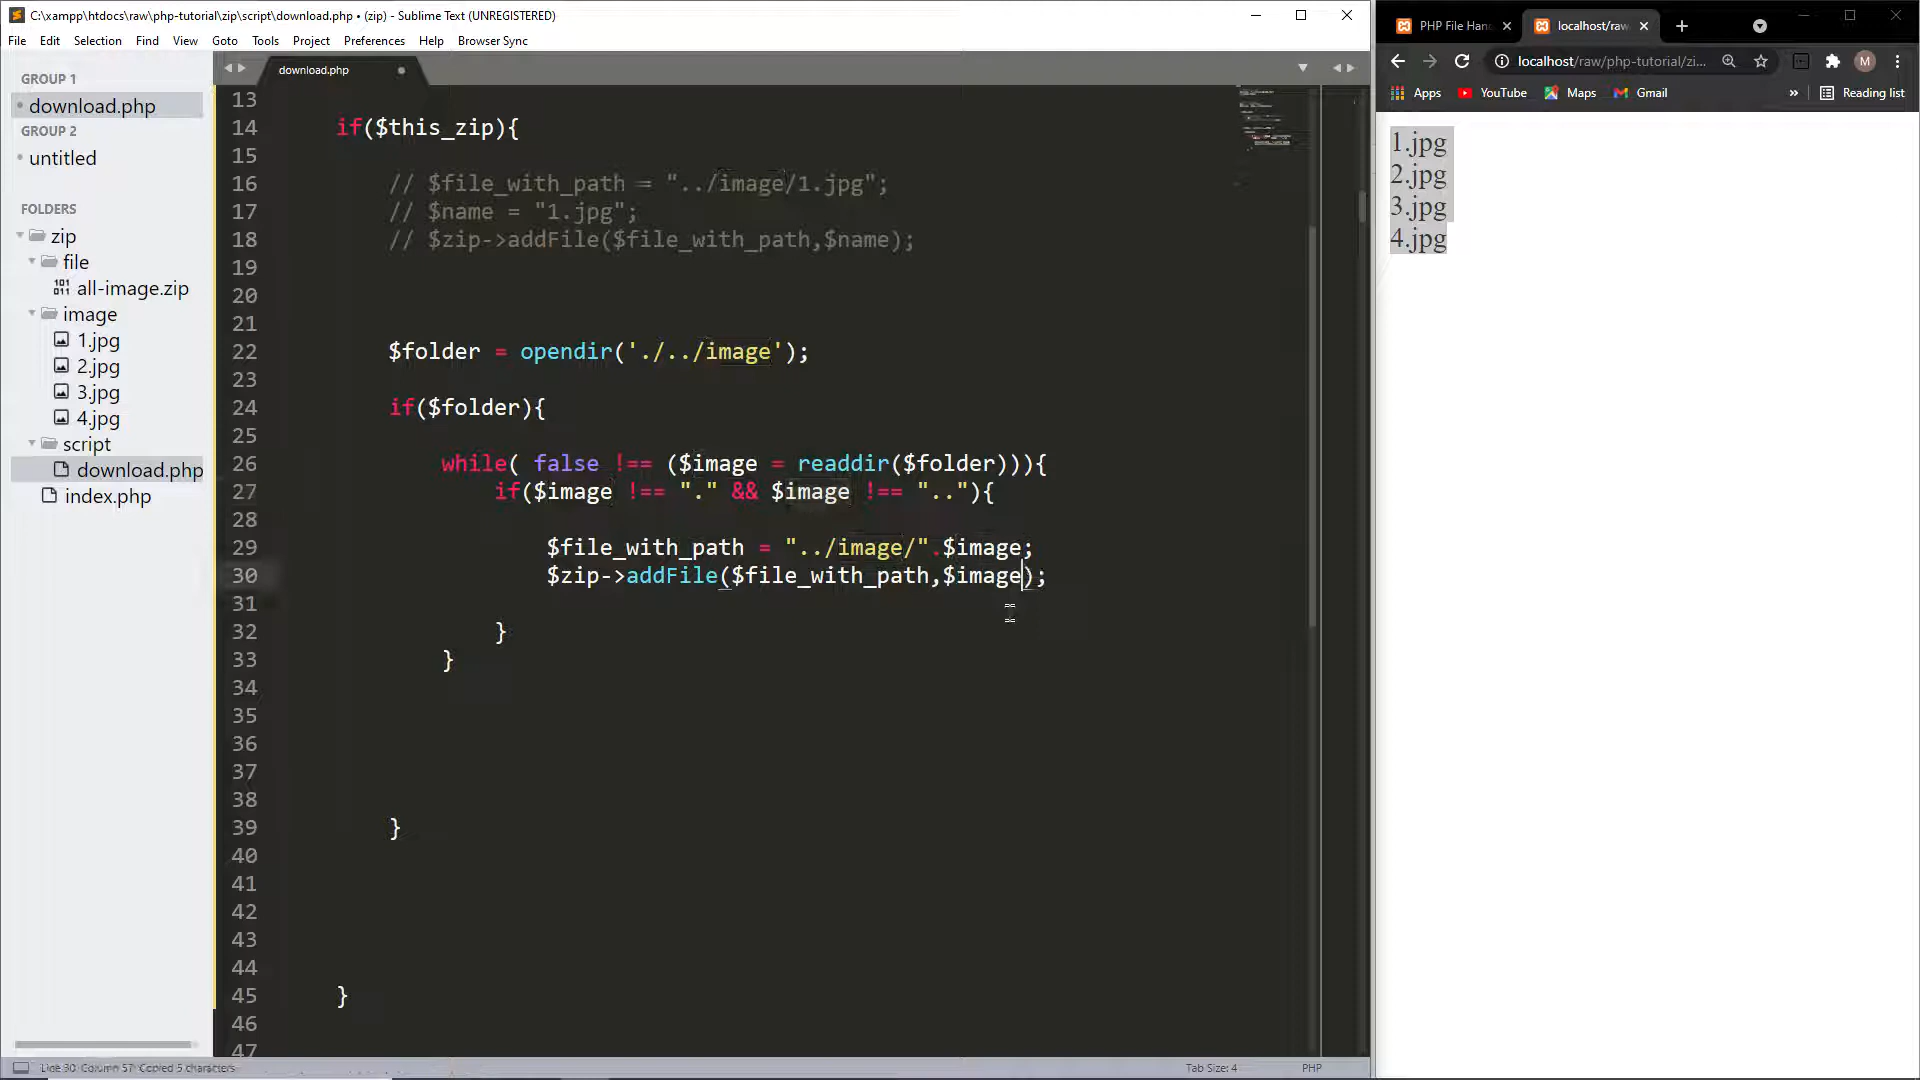 C:\xampp\htdocs\raw\php-tutorial\zip\script\download.php • (zip) - Sublime Text (UNREGISTERED)
File Edit Selection Find View Goto Tools Project Preferences Help Browser Sync
GROUP 1
download.php
GROUP 2
untitled
FOLDERS
zip
file
all-image.zip
image
1.jpg
2.jpg
3.jpg
4.jpg
script
download.php
index.php
download.php
13
14 if($this_zip){
15
16 // $file_with_path = "../image/1.jpg";
17 // $name = "1.jpg";
18 // $zip->addFile($file_with_path,$name);
19
20
21
22 $folder = opendir('./../image');
23
24 if($folder){
25
26 while( false !== ($image = readdir($folder))){
27 if($image !== "." && $image !== ".."){
28
29 $file_with_path = "../image/".$image;
30 $zip->addFile($file_with_path,$image);
31
32 }
33 }
34
35
36
37
38
39 }
40
41
42
43
44
45 }
46
47
Line 30, Column 57; Copied 5 characters
Tab Size: 4 PHP
PHP File Han
localhost/raw
localhost/raw/php-tutorial/zi...
M
Apps YouTube Maps Gmail » Reading list
1.jpg
2.jpg
3.jpg
4.jpg